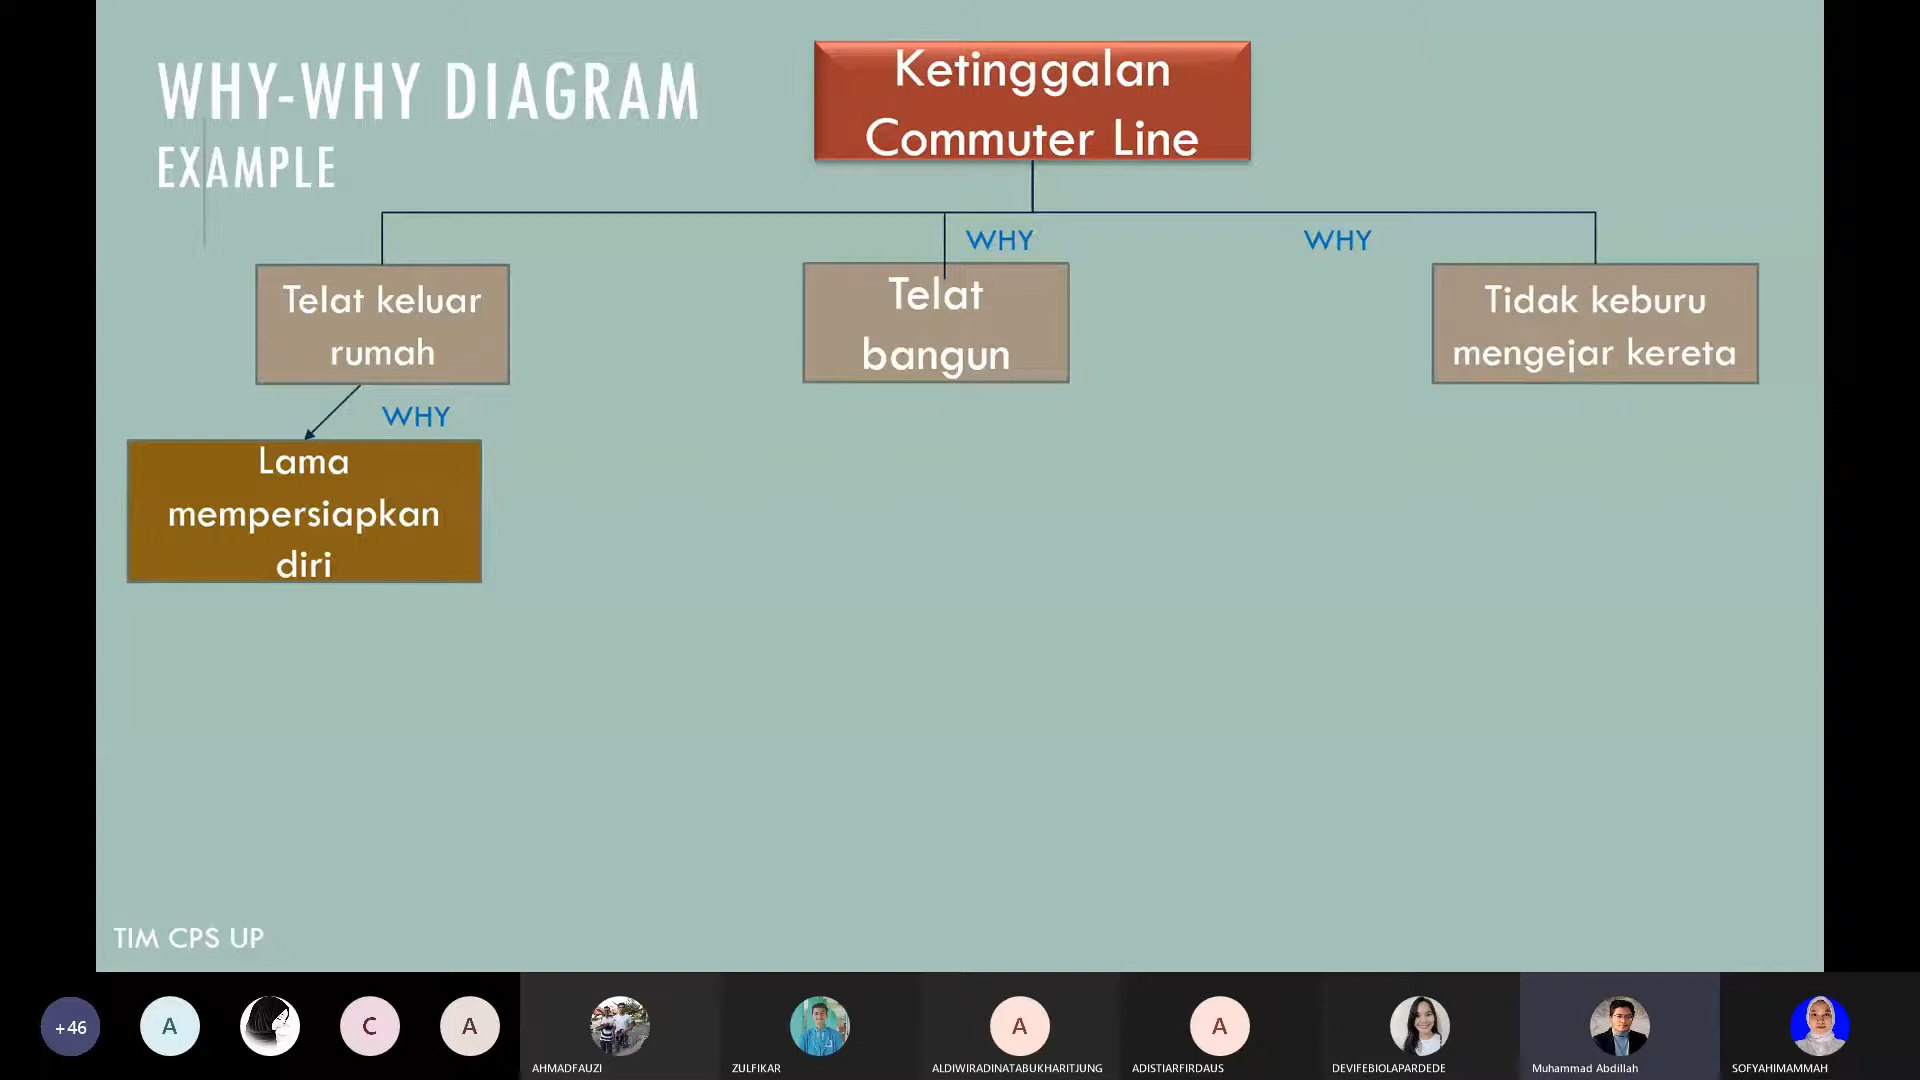 WHY-WHY DIAGRAM
EXAMPLE
Ketinggalan
Commuter Line
WHY
WHY
Telat keluar
rumah
Telat
bangun
Tidak keburu
mengejar kereta
WHY
Lama
mempersiapkan
diri
TIM CPS UP
+46
A
C
A
A
A
AHMADFAUZI
ZULFIKAR
ALDIWIRADINATABUKHARITJUNG
ADISTIARFIRDAUS
DEVIFEBIOLAPARDEDE
Muhammad Abdillah
SOFYAHIMAMMAH